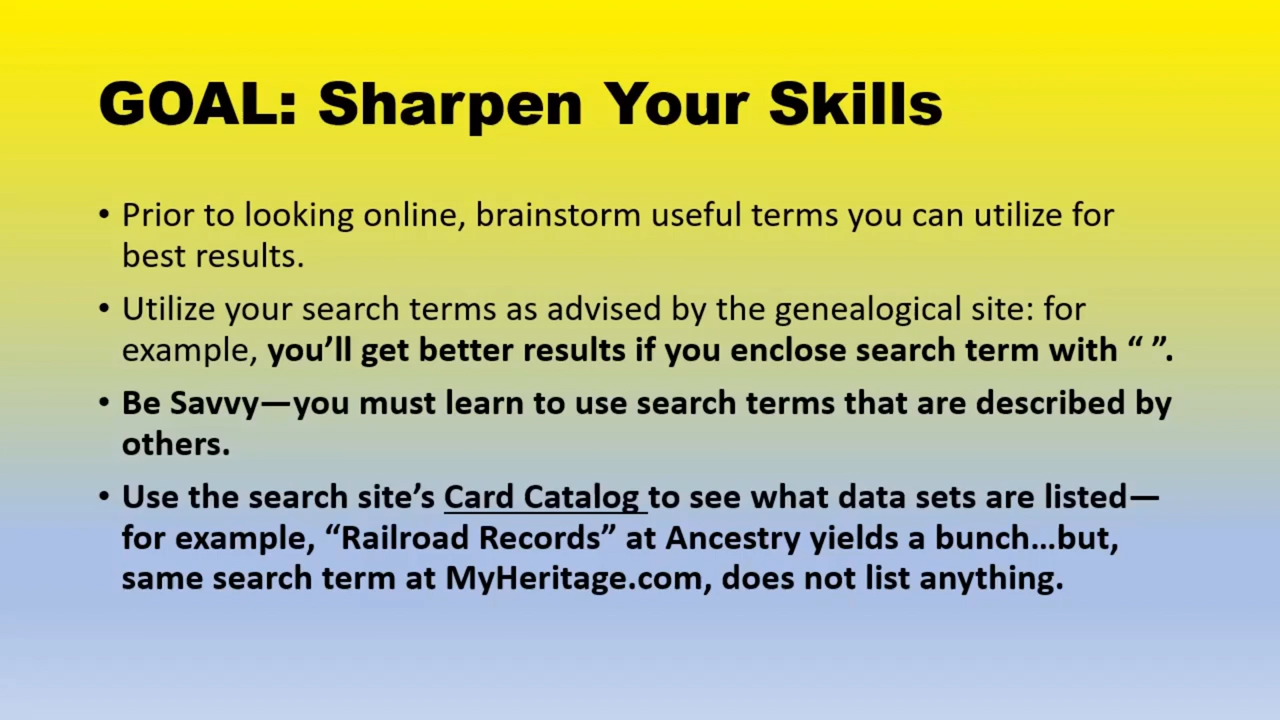 GOAL: Sharpen Your Skills
• Prior to looking online, brainstorm useful terms you can utilize for
best results.
• Utilize your search terms as advised by the genealogical site: for
example, you’ll get better results if you enclose search term with “ ”.
• Be Savvy—you must learn to use search terms that are described by
others.
• Use the search site’s Card Catalog to see what data sets are listed—
for example, “Railroad Records” at Ancestry yields a bunch…but,
same search term at MyHeritage.com, does not list anything.